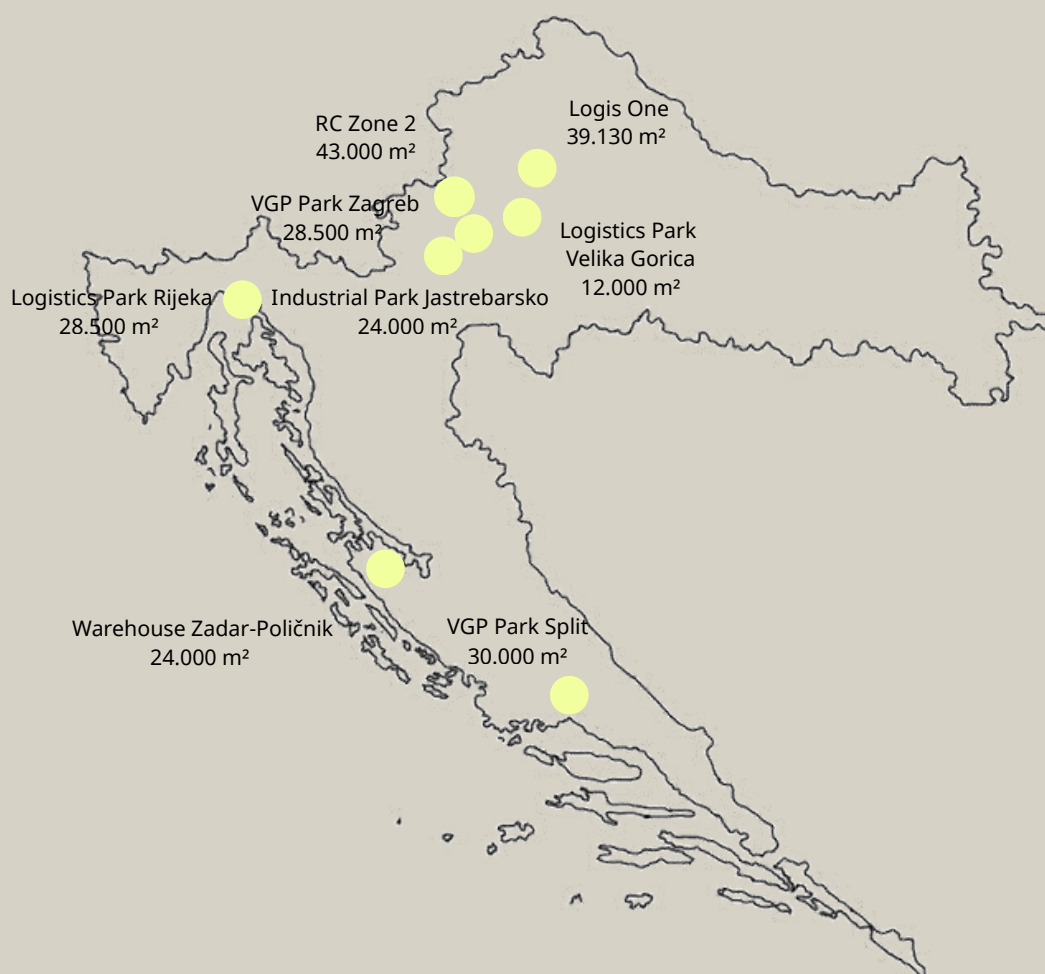 Logis One
39.130 m²
RC Zone 2
43.000 m²
VGP Park Zagreb
28.500 m²
Logistics Park
Velika Gorica
12.000 m²
Logistics Park Rijeka
28.500 m²
Industrial Park Jastrebarsko
24.000 m²
Warehouse Zadar-Poličnik
24.000 m²
VGP Park Split
30.000 m²